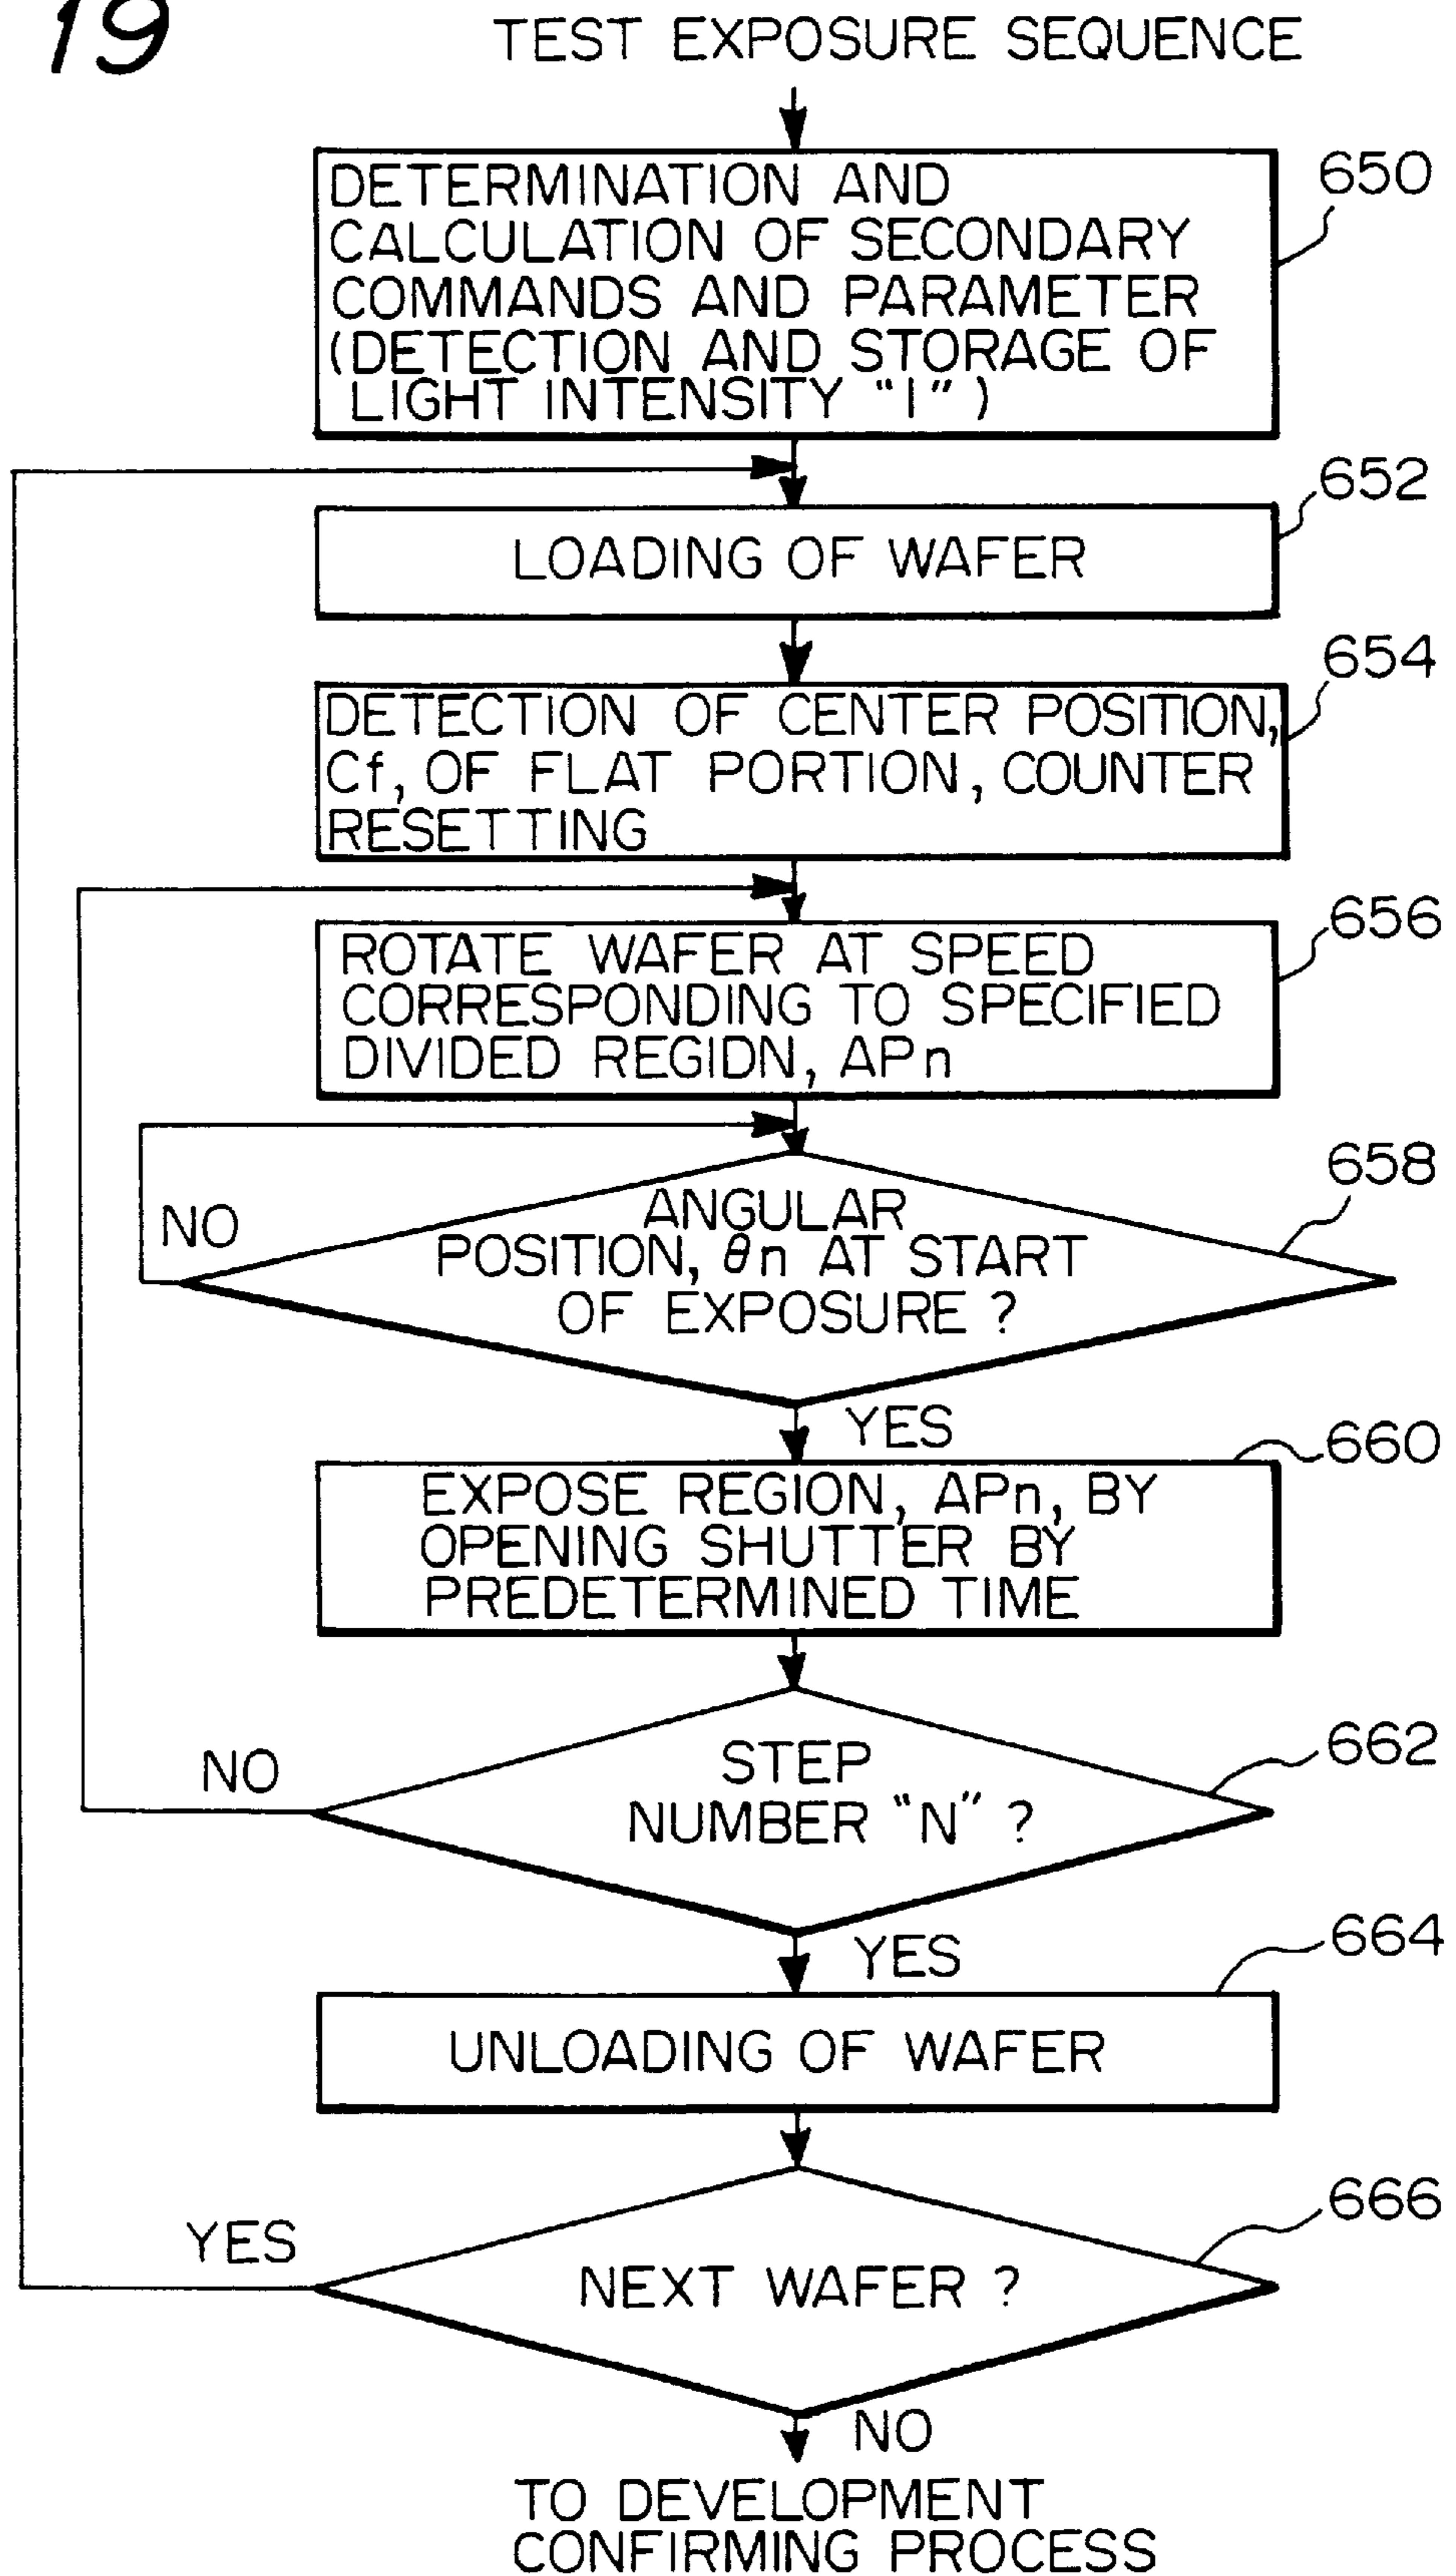 19
TEST EXPOSURE SEQUENCE
650
DETERMINATION AND
CALCULATION OF SECONDARY
COMMANDS AND PARAMETER
(DETECTION AND STORAGE OF
LIGHT INTENSITY "I")
652
LOADING OF WAFER
654
DETECTION OF CENTER POSITION,
Cf, OF FLAT PORTION, COUNTER
RESETTING
656
ROTATE WAFER AT SPEED
CORRESPONDING TO SPECIFIED
DIVIDED REGIDN, APn
658
NO
ANGULAR
POSITION, θn AT START
OF EXPOSURE ?
YES
660
EXPOSE REGION, APn, BY
OPENING SHUTTER BY
PREDETERMINED TIME
662
NO
STEP
NUMBER "N" ?
YES
664
UNLOADING OF WAFER
666
YES
NEXT WAFER ?
NO
TO DEVELOPMENT
CONFIRMING PROCESS